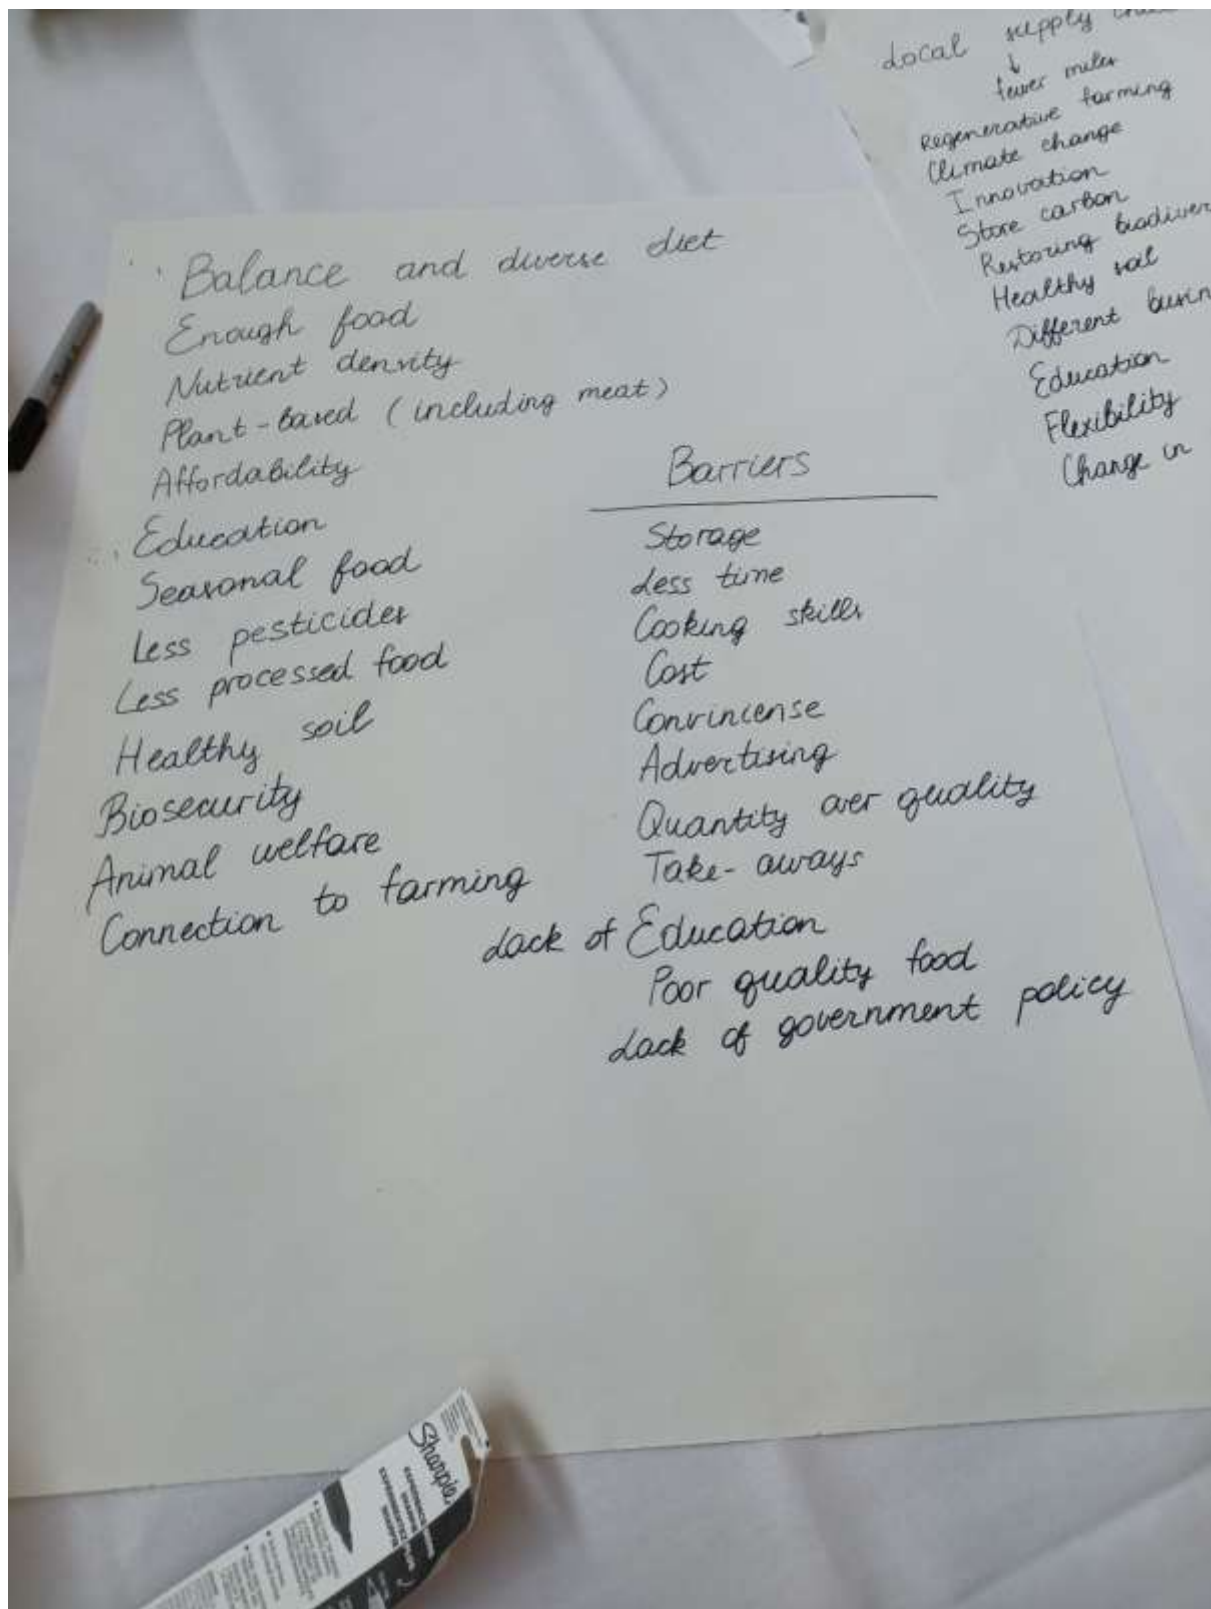 Balance and diverse diet
Enough food
Nutrient density
Plant-based (including meat)
Affordability
Education
Seasonal food
Less pesticides
Less processed food
Healthy soil
Biosecurity
Animal welfare
Connection to farming
Barriers
Storage
Less time
Cooking skills
Cost
Convinience
Advertising
Quantity over quality
Take-aways
Lack of Education
Poor quality food
Lack of government policy
Local supply
↓
fewer miles
Regenerative farming
Climate change
Innovation
Store carbon
Restoring
Healthy soil
Different
Education
Flexibility
Change in
Sharpie